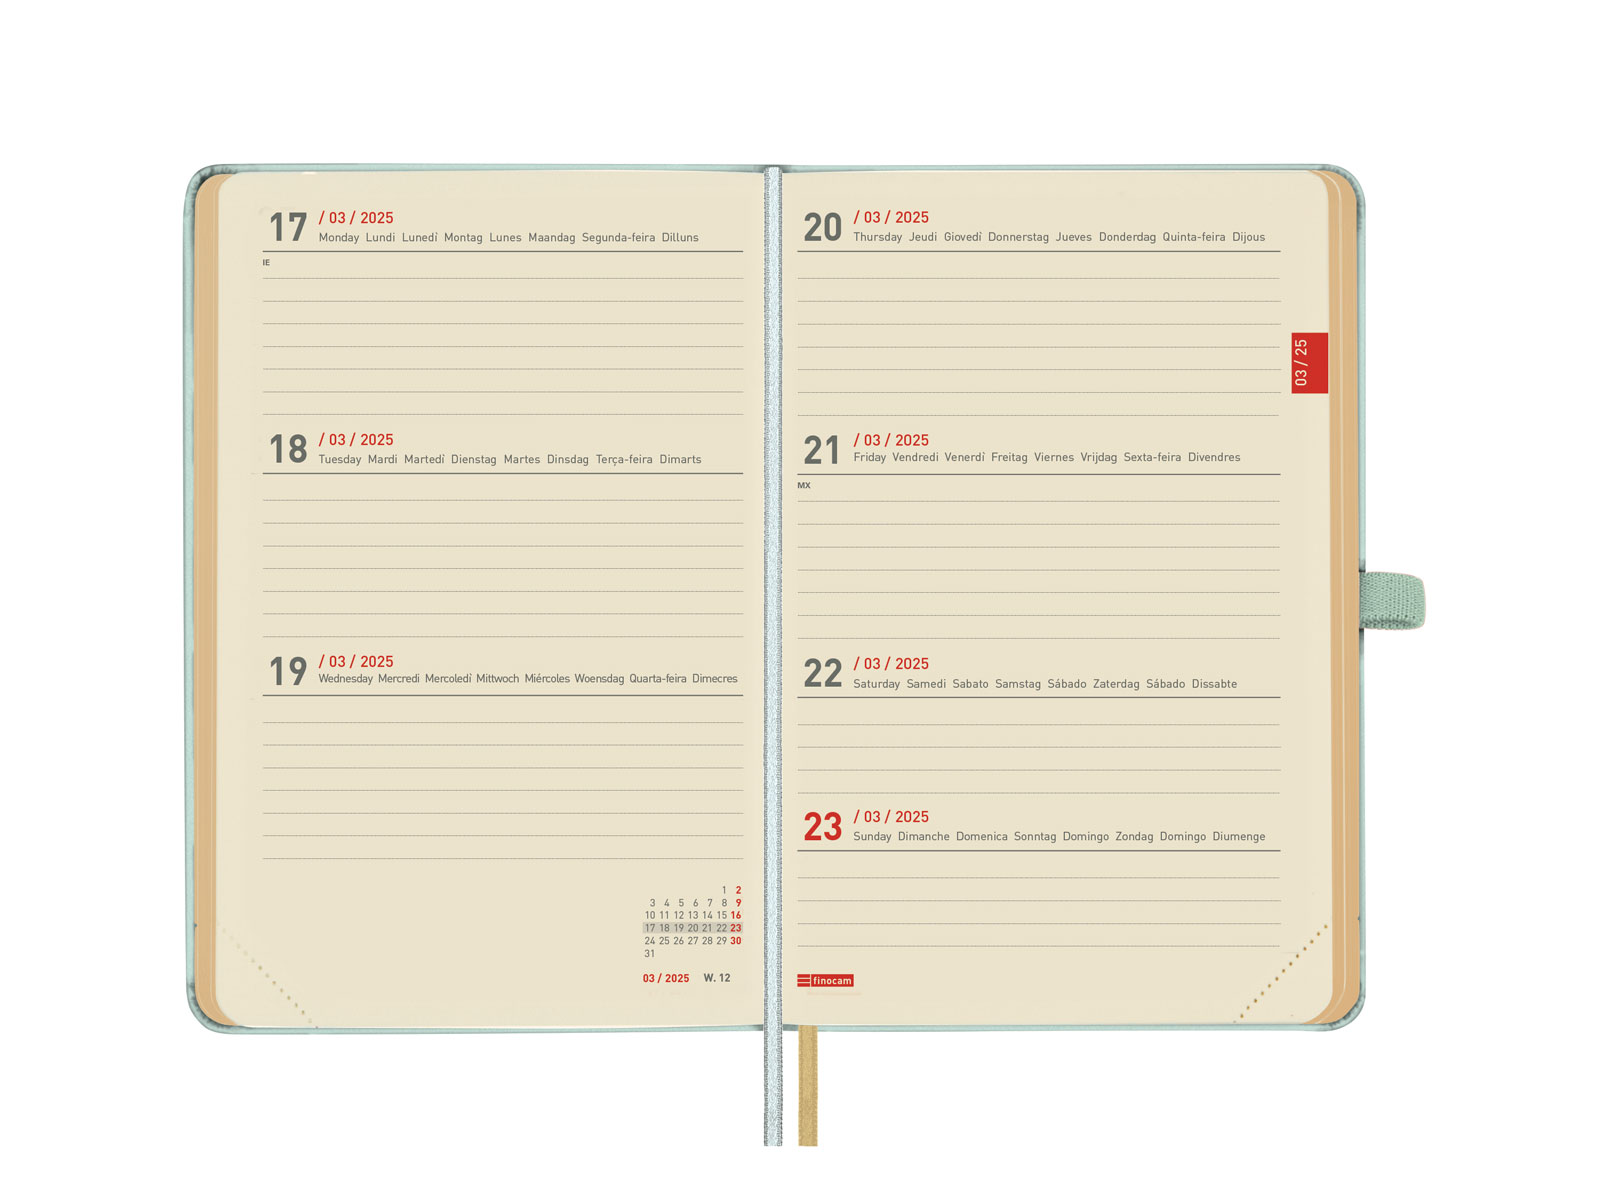 17 / 03 / 2025
Monday Lundi Lunedí Montag Lunes Maandag Segunda-feira Dilluns
IE
18 / 03 / 2025
Tuesday Mardi Martedí Dienstag Martes Dinsdag Terça-feira Dimarts
19 / 03 / 2025
Wednesday Mercredi Mercoledí Mittwoch Miércoles Woensdag Quarta-feira Dimecres
1 2
3 4 5 6 7 8 9
10 11 12 13 14 15 16
17 18 19 20 21 22 23
24 25 26 27 28 29 30
31
03 / 2025 W. 12
20 / 03 / 2025
Thursday Jeudi Giovedí Donnerstag Jueves Donderdag Quinta-feira Dijous
03 / 25
21 / 03 / 2025
Friday Vendredi Venerdí Freitag Viernes Vrijdag Sexta-feira Divendres
MX
22 / 03 / 2025
Saturday Samedi Sabato Samstag Sábado Zaterdag Sábado Dissabte
23 / 03 / 2025
Sunday Dimanche Domenica Sonntag Domingo Zondag Domingo Diumenge
finocam